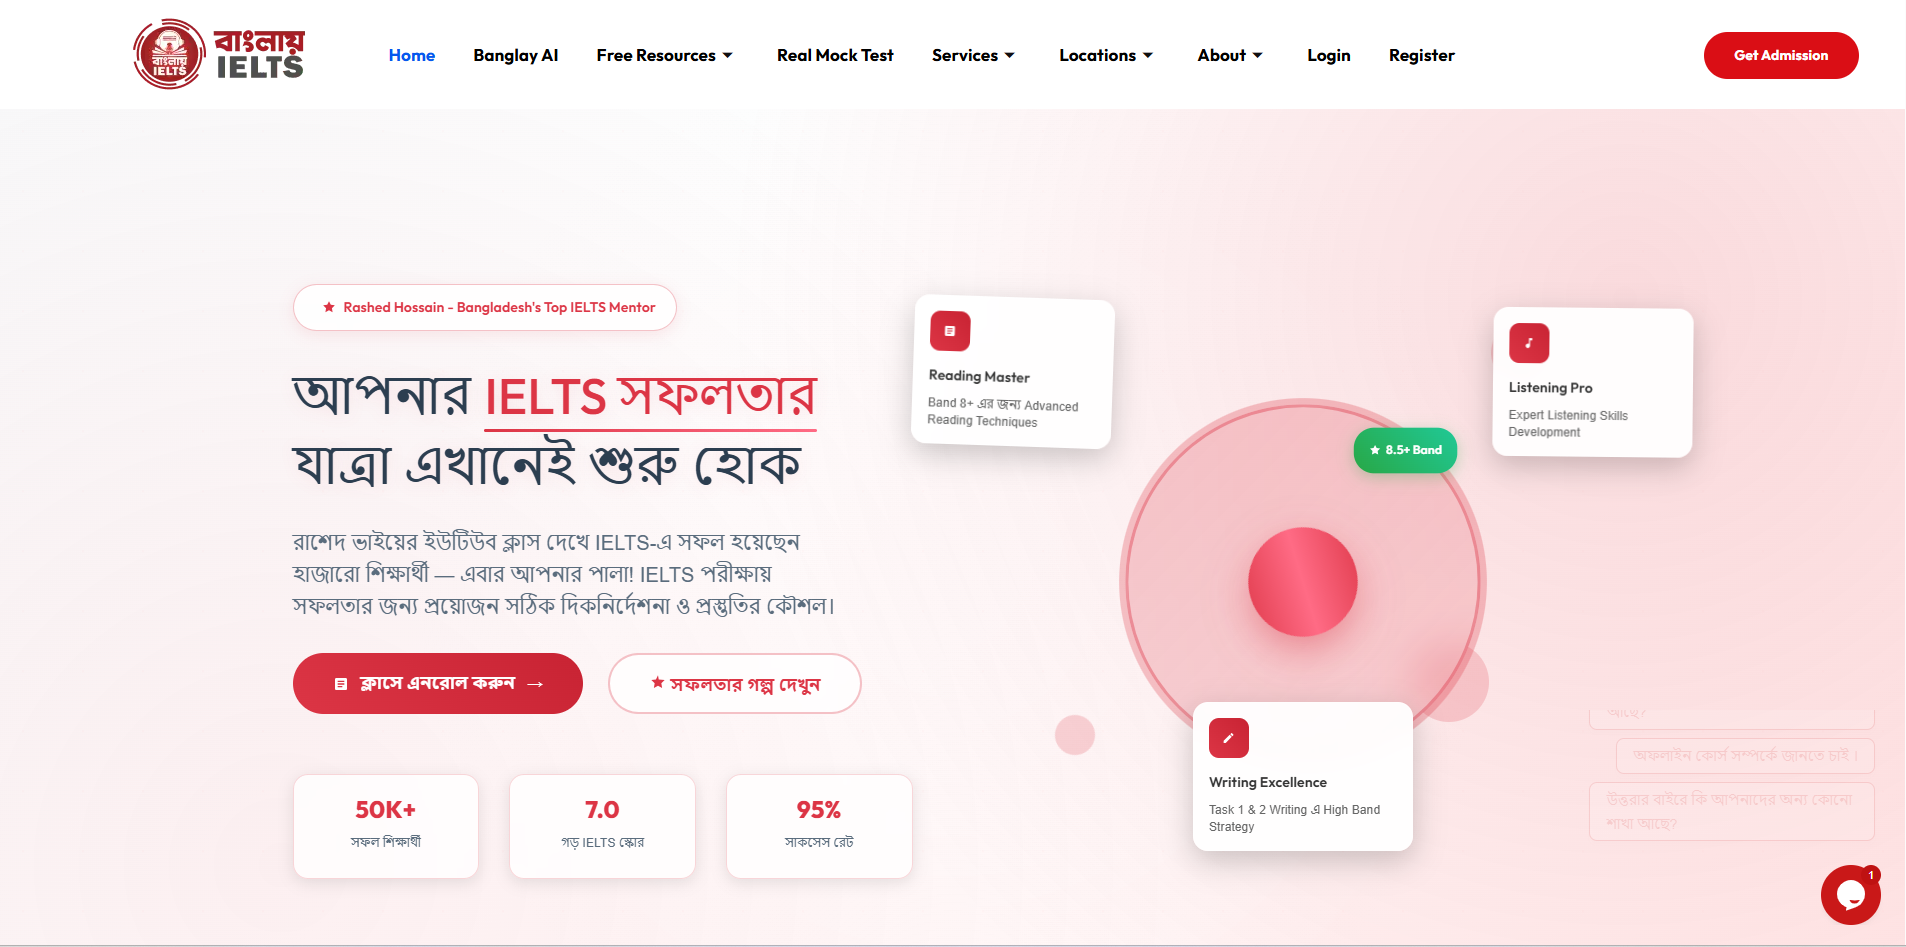 বাংলায়
IELTS
বাংলায়
IELTS
Home
Banglay AI
Free Resources
Real Mock Test
Services
Locations
About
Login
Register
Get Admission
Rashed Hossain - Bangladesh's Top IELTS Mentor
আপনার IELTS সফলতার
যাত্রা এখানেই শুরু হোক
রাশেদ ভাইয়ের ইউটিউব ক্লাস দেখে IELTS-এ সফল হয়েছেন
হাজারো শিক্ষার্থী — এবার আপনার পালা! IELTS পরীক্ষায়
সফলতার জন্য প্রয়োজন সঠিক দিকনির্দেশনা ও প্রস্তুতির কৌশল।
ক্লাসে এনরোল করুন →
সফলতার গল্প দেখুন
50K+
সফল শিক্ষার্থী
7.0
গড় IELTS স্কোর
95%
সাকসেস রেট
Reading Master
Band 8+ এর জন্য Advanced
Reading Techniques
Listening Pro
Expert Listening Skills
Development
8.5+ Band
Writing Excellence
Task 1 & 2 Writing এ High Band
Strategy
আছে?
অফলাইন কোর্স সম্পর্কে জানতে চাই।
উত্তরার বাইরে কি আপনাদের অন্য কোনো
শাখা আছে?
1